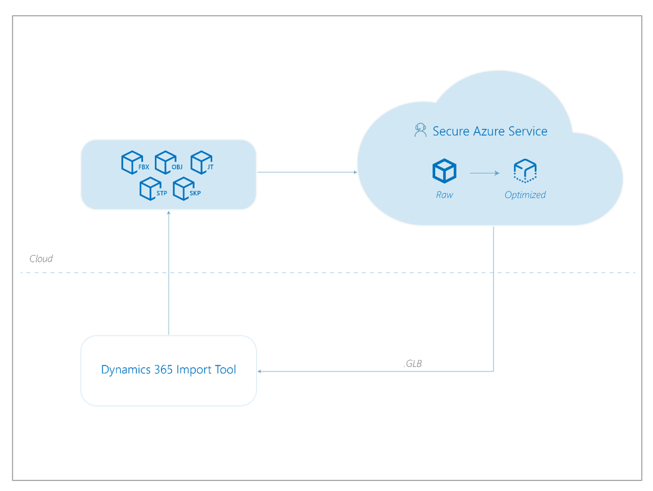 Secure Azure Service
FBX OBJ JT
STP SKP
Raw Optimized
Cloud
.GLB
Dynamics 365 Import Tool